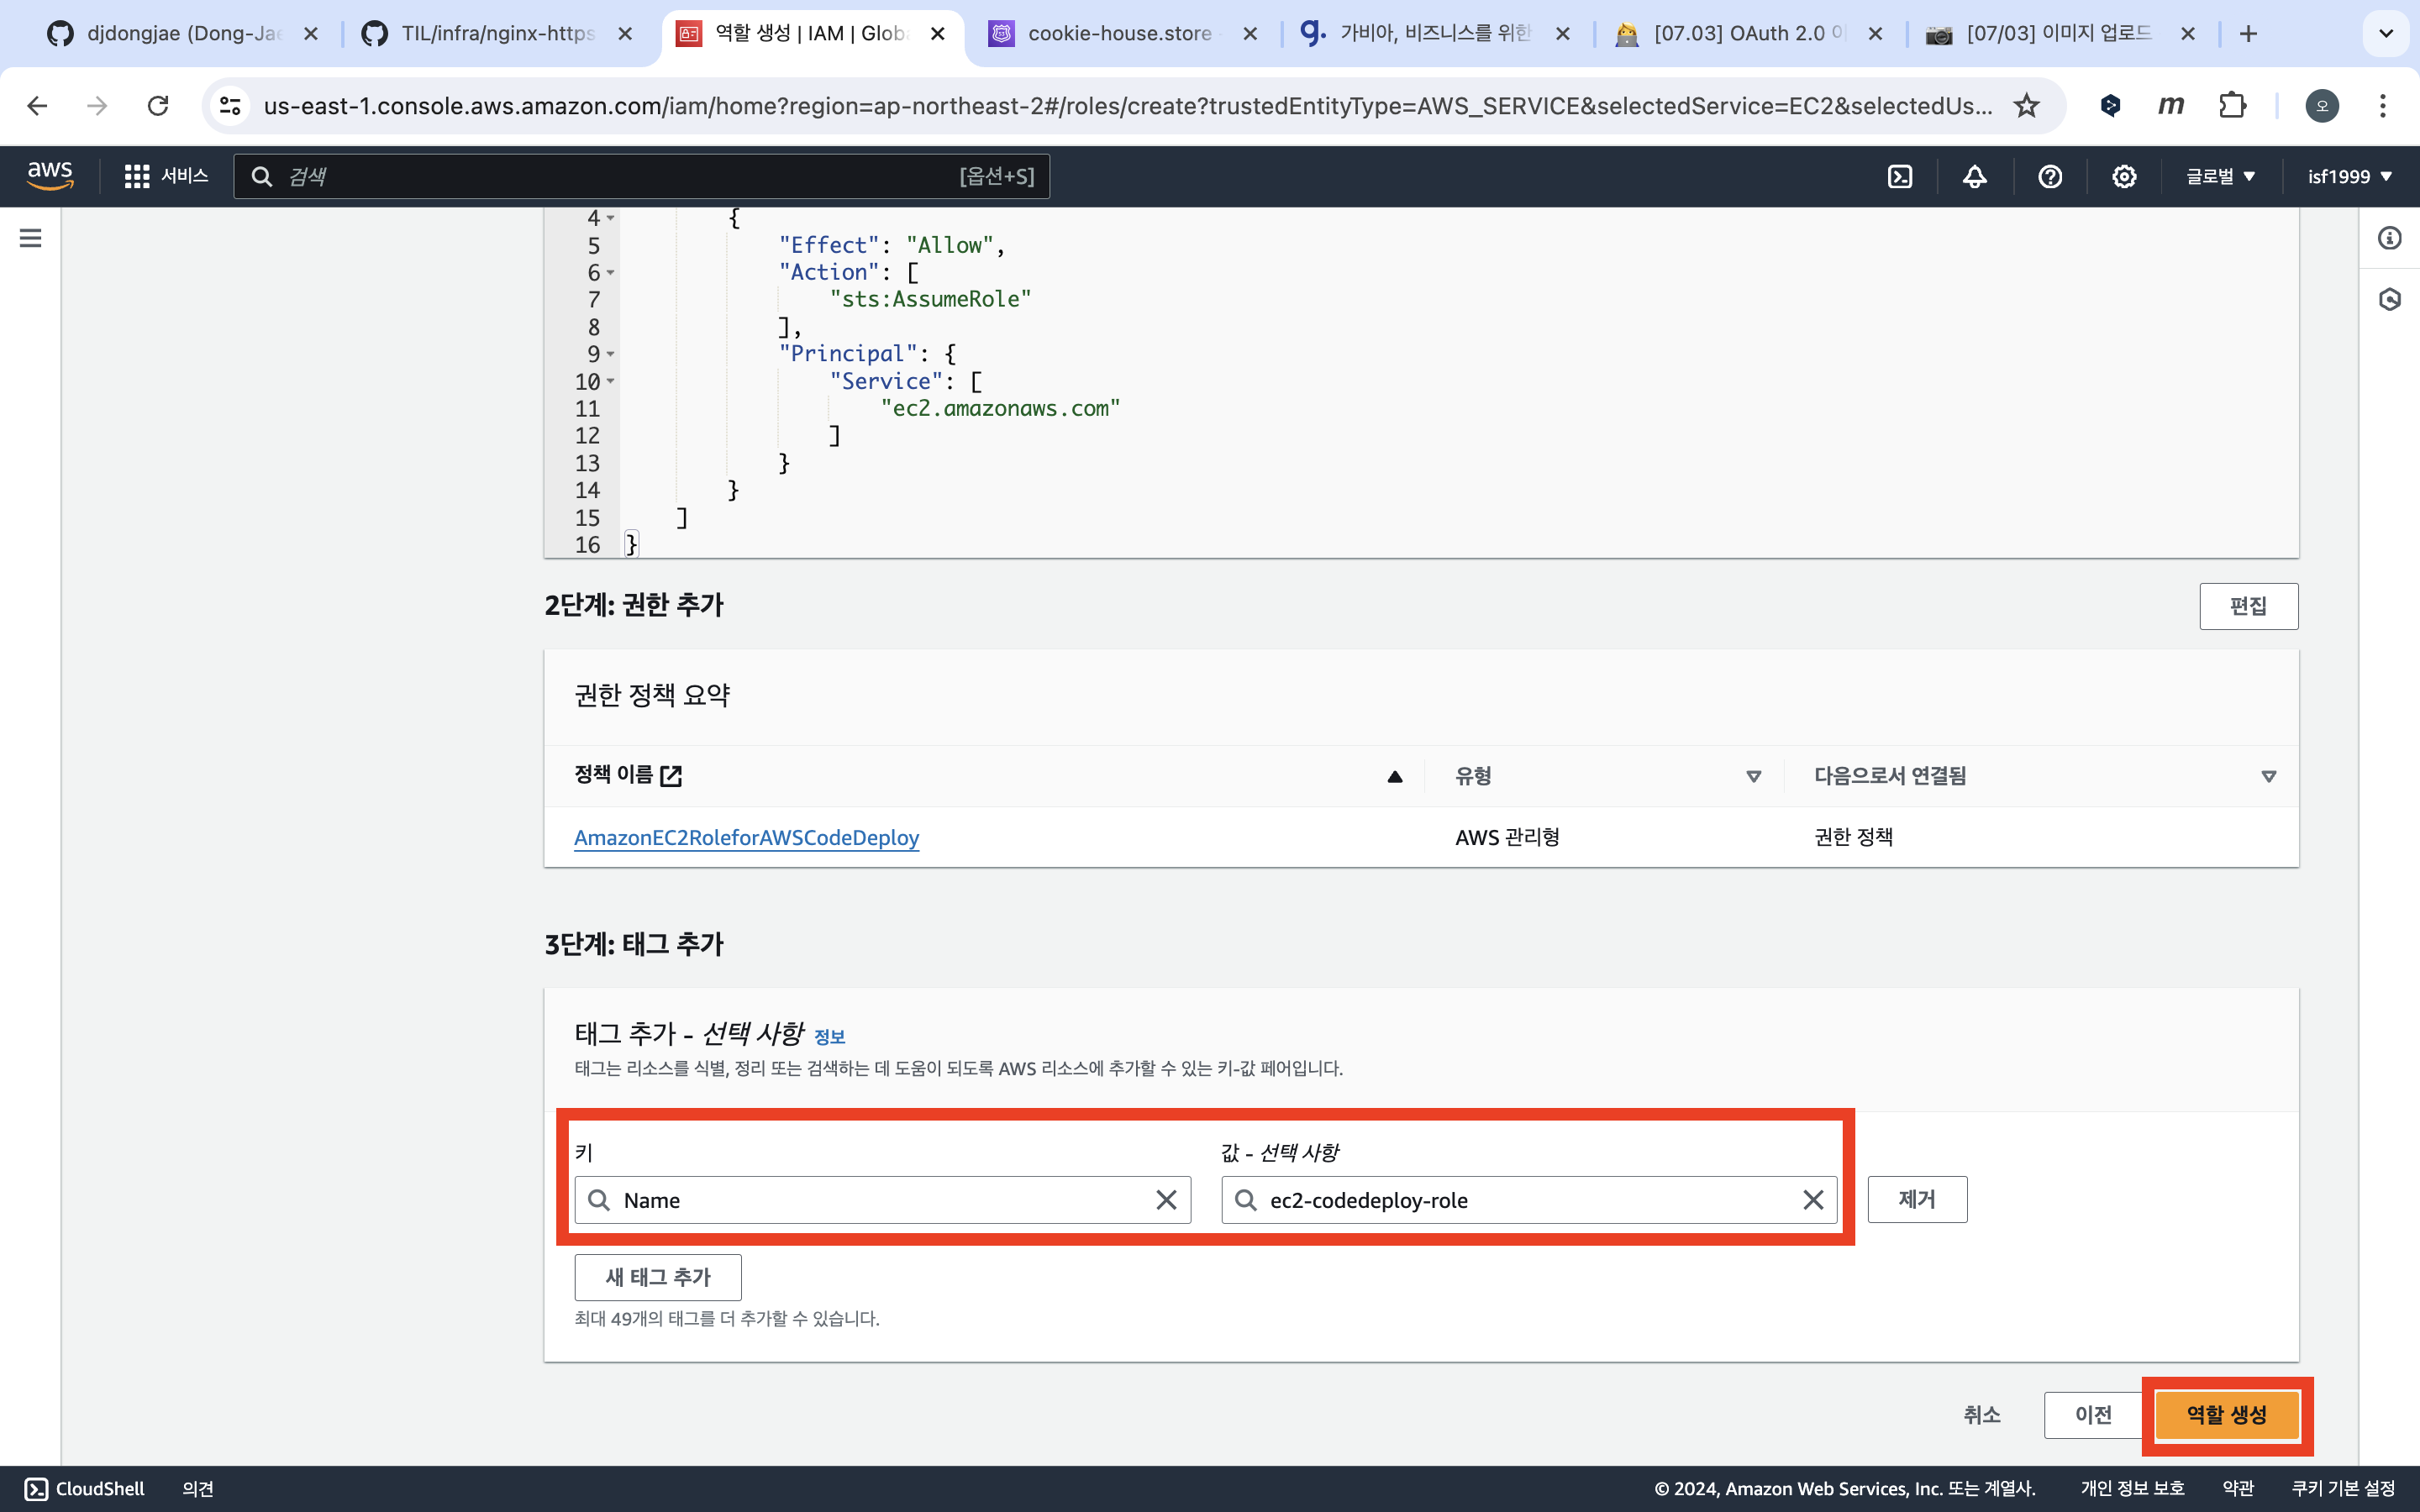 djdongjae (Dong-Jae
TIL/infra/nginx-https
역할 생성 | IAM | Globa
cookie-house.store
가비아, 비즈니스를 위한
[07.03] OAuth 2.0 이
[07/03] 이미지 업로드
us-east-1.console.aws.amazon.com/iam/home?region=ap-northeast-2#/roles/create?trustedEntityType=AWS_SERVICE&selectedService=EC2&selectedUs...
m
오
aws
서비스
검색
[옵션+S]
글로벌
isf1999
4 {
5 "Effect": "Allow",
6 "Action": [
7 "sts:AssumeRole"
8 ],
9 "Principal": {
10 "Service": [
11 "ec2.amazonaws.com"
12 ]
13 }
14 }
15 ]
16 }
2단계: 권한 추가
편집
권한 정책 요약
정책 이름
유형
다음으로서 연결됨
AmazonEC2RoleforAWSCodeDeploy
AWS 관리형
권한 정책
3단계: 태그 추가
태그 추가 - 선택 사항 정보
태그는 리소스를 식별, 정리 또는 검색하는 데 도움이 되도록 AWS 리소스에 추가할 수 있는 키-값 페어입니다.
키
값 - 선택 사항
Name
ec2-codedeploy-role
제거
새 태그 추가
최대 49개의 태그를 더 추가할 수 있습니다.
취소
이전
역할 생성
CloudShell
의견
© 2024, Amazon Web Services, Inc. 또는 계열사.
개인 정보 보호
약관
쿠키 기본 설정